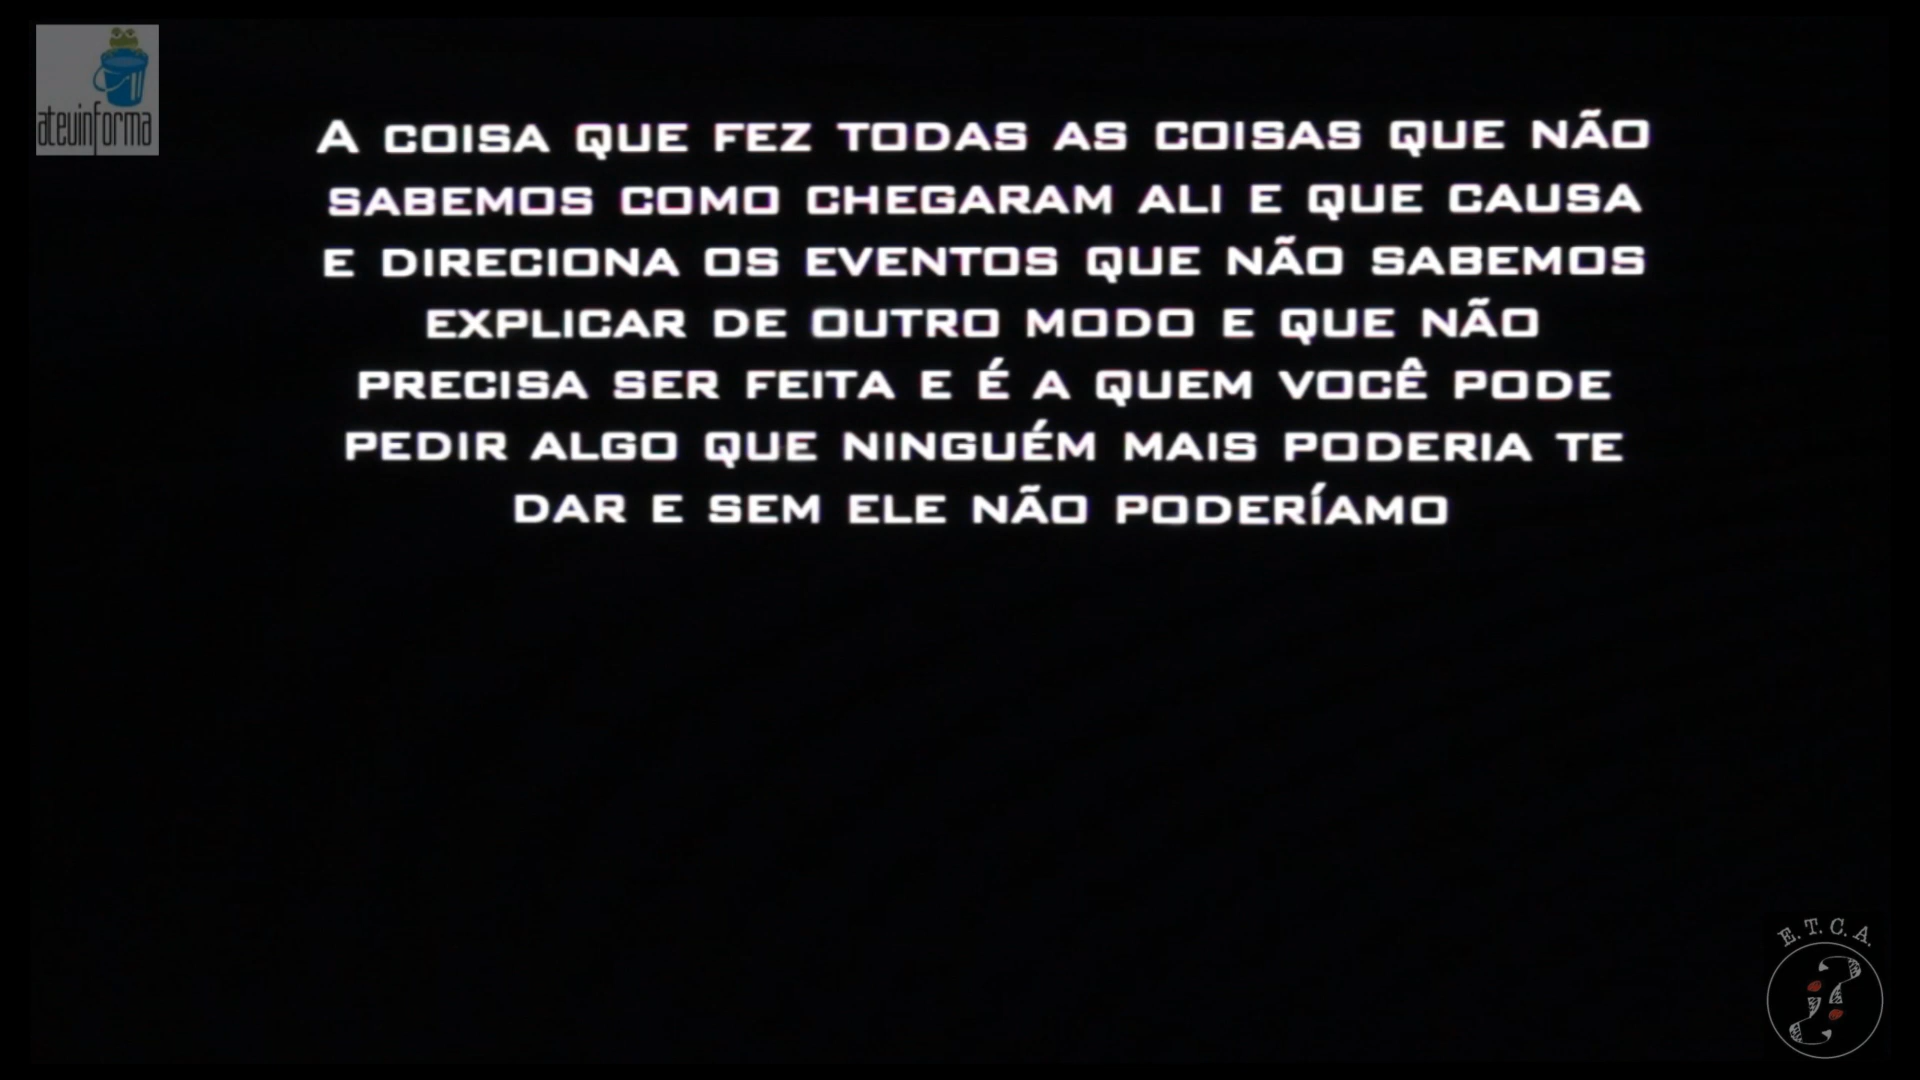 ateuinforma
A COISA QUE FEZ TODAS AS COISAS QUE NÃO
SABEMOS COMO CHEGARAM ALI E QUE CAUSA
E DIRECIONA OS EVENTOS QUE NÃO SABEMOS
EXPLICAR DE OUTRO MODO E QUE NÃO
PRECISA SER FEITA E É A QUEM VOCÊ PODE
PEDIR ALGO QUE NINGUÉM MAIS PODERIA TE
DAR E SEM ELE NÃO PODERÍAMO
E. T. C. A.